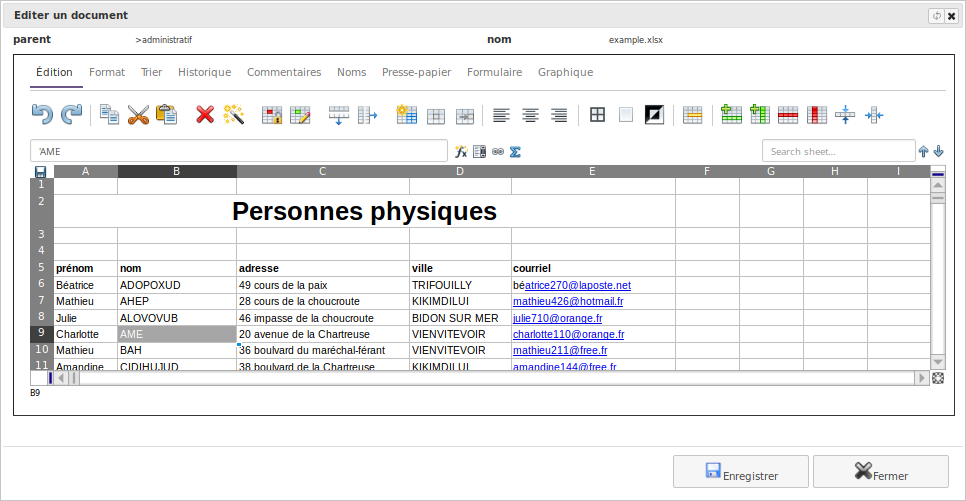 Editer un document
parent >administratif nom example.xlsx
Édition Format Trier Historique Commentaires Noms Presse-papier Formulaire Graphique
'AME Search sheet...
A B C D E F G H I
1
2 Personnes physiques
3
4
5 prénom nom adresse ville courriel
6 Béatrice ADOPOXUD 49 cours de la paix TRIFOUILLY béatrice270@laposte.net
7 Mathieu AHEP 28 cours de la choucroute KIKIMDILUI mathieu426@hotmail.fr
8 Julie ALOVOVUB 46 impasse de la choucroute BIDON SUR MER julie710@orange.fr
9 Charlotte AME 20 avenue de la Chartreuse VIENVITEVOIR charlotte110@orange.fr
10 Mathieu BAH 36 boulvard du maréchal-férant VIENVITEVOIR mathieu211@free.fr
11 Amandine CIDIHUJUD 38 boulvard de la Chartreuse KIKIMDILUI amandine144@free.fr
B9
Enregistrer Fermer